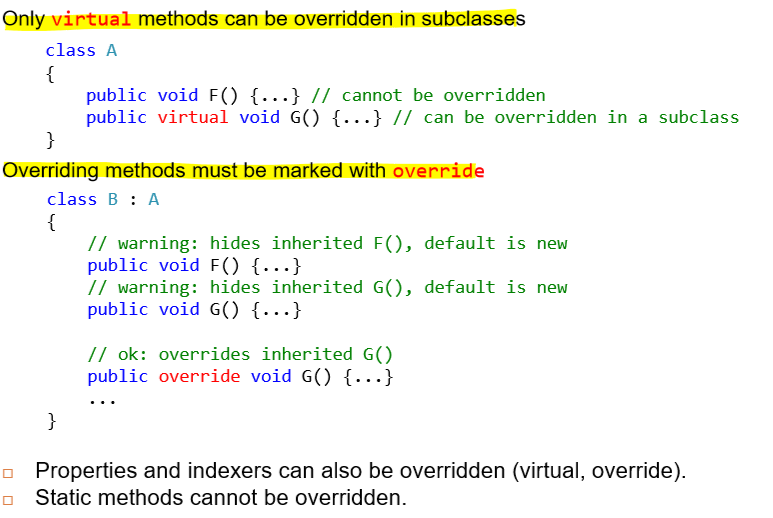 Only virtual methods can be overridden in subclasses
class A
{
public void F() {...} // cannot be overridden
public virtual void G() {...} // can be overridden in a subclass
}
Overriding methods must be marked with override
class B : A
{
// warning: hides inherited F(), default is new
public void F() {...}
// warning: hides inherited G(), default is new
public void G() {...}
// ok: overrides inherited G()
public override void G() {...}
...
}
Properties and indexers can also be overridden (virtual, override).
Static methods cannot be overridden.